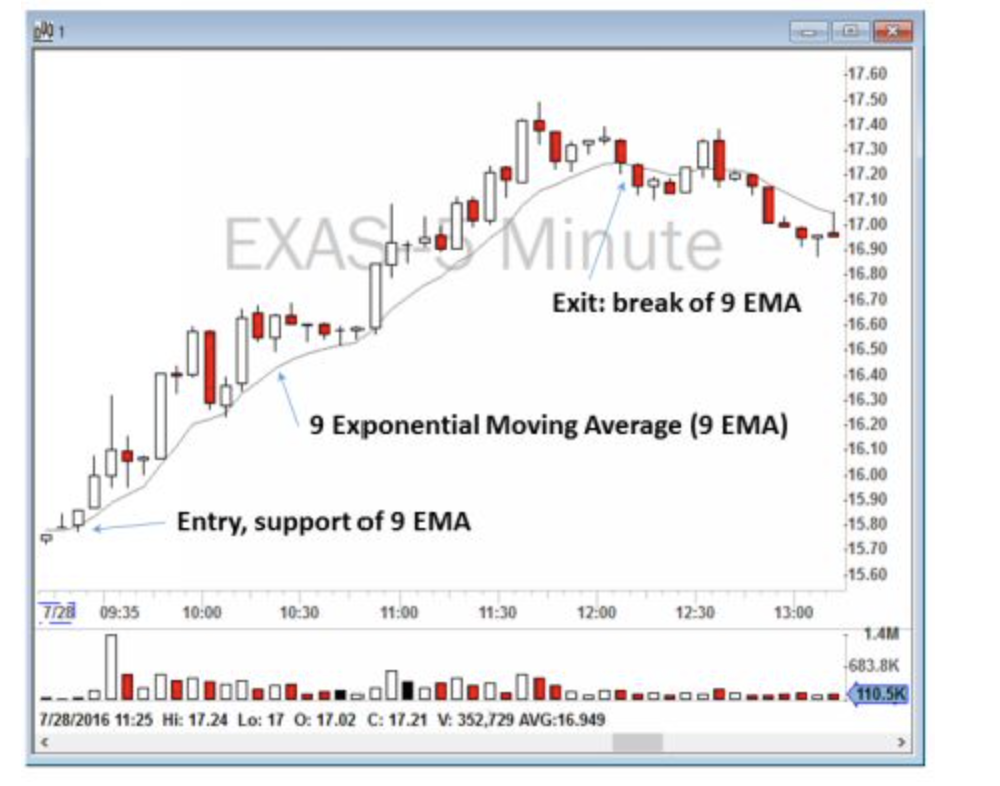 1
17.60
17.50
17.40
17.30
17.20
17.10
17.00
16.90
16.80
16.70
16.60
16.50
16.40
16.30
16.20
16.10
16.00
15.90
15.80
15.70
15.60
EXAS-5 Minute
Exit: break of 9 EMA
9 Exponential Moving Average (9 EMA)
Entry, support of 9 EMA
7/28 09:35 10:00 10:30 11:00 11:30 12:00 12:30 13:00
1.4M
683.8K
110.5K
7/28/2016 11:25 Hi: 17.24 Lo: 17 O: 17.02 C: 17.21 V: 352,729 AVG:16.949